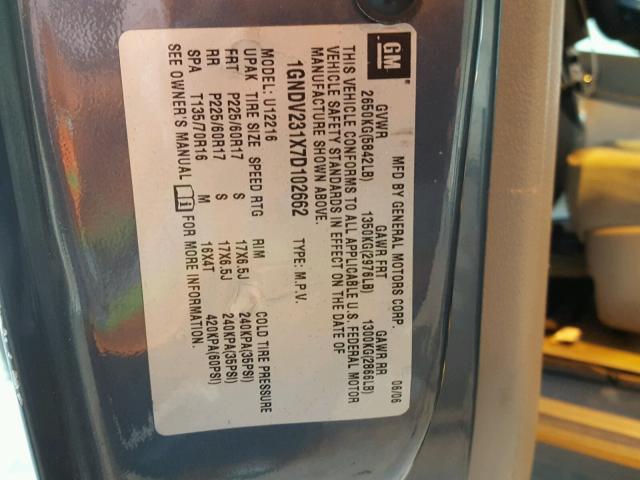 GM
MFD BY GENERAL MOTORS CORP. 06/06
GVWR GAWR FRT GAWR RR
2650KG(5842LB) 1350KG(2976LB) 1300KG(2866LB)
THIS VEHICLE CONFORMS TO ALL APPLICABLE U.S. FEDERAL MOTOR
VEHICLE SAFETY STANDARDS IN EFFECT ON THE DATE OF
MANUFACTURE SHOWN ABOVE.
1GNDV231X7D102662 TYPE: M.P.V.
MODEL: U12216
UPAK TIRE SIZE SPEED RTG RIM COLD TIRE PRESSURE
FRT P225/60R17 S 17X6.5J 240KPA(35PSI)
RR P225/60R17 S 17X6.5J 240KPA(35PSI)
SPA T135/70R16 M 16X4T 420KPA(60PSI)
SEE OWNER'S MANUAL i FOR MORE INFORMATION.